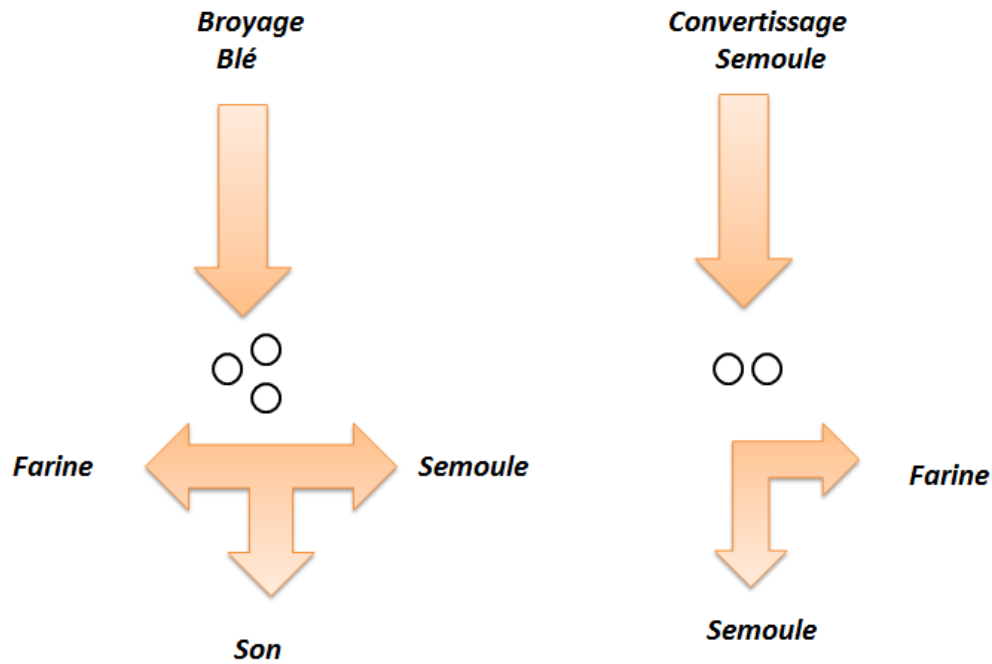 Broyage
Blé
Convertissage
Semoule
Farine
Semoule
Son
Farine
Semoule